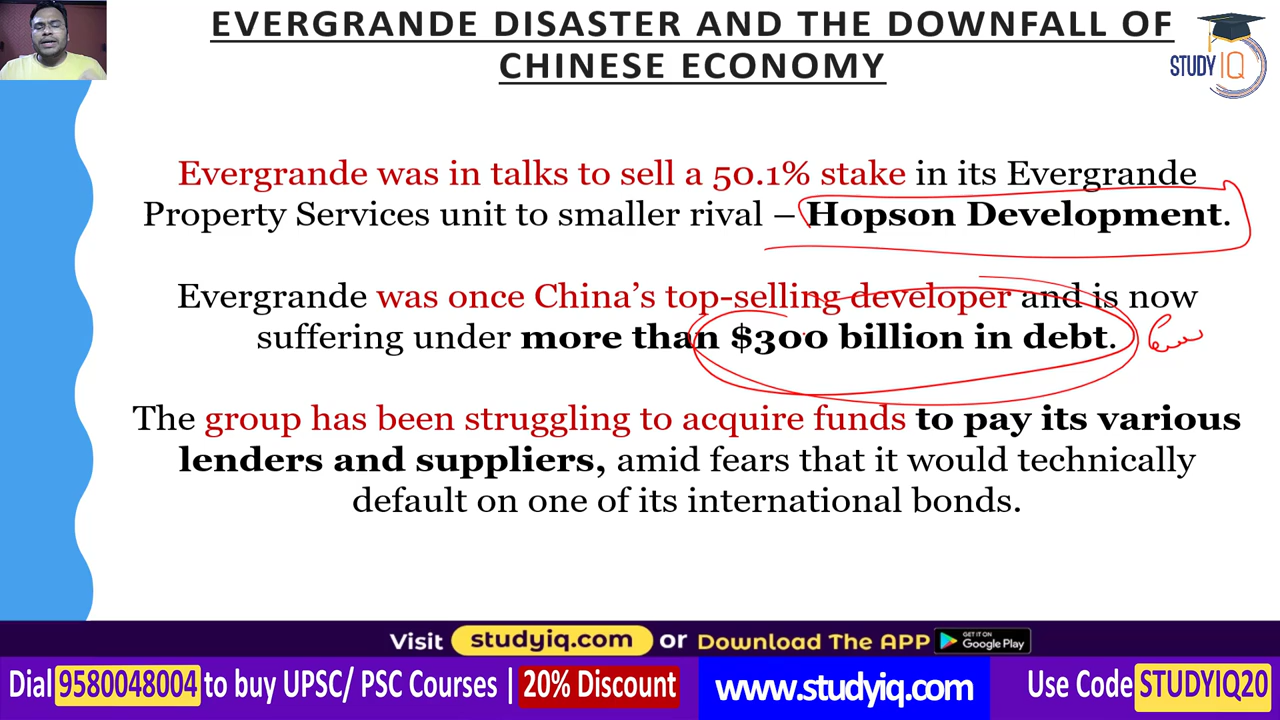 EVERGRANDE DISASTER AND THE DOWNFALL OF
CHINESE ECONOMY
STUDY IQ
Evergrande was in talks to sell a 50.1% stake in its Evergrande
Property Services unit to smaller rival – Hopson Development.
Evergrande was once China's top-selling developer and is now
suffering under more than $300 billion in debt.
The group has been struggling to acquire funds to pay its various
lenders and suppliers, amid fears that it would technically
default on one of its international bonds.
Visit studyiq.com or Download The APP GET IT ON Google Play
Dial 9580048004 to buy UPSC/ PSC Courses | 20% Discount www.studyiq.com Use Code STUDYIQ20